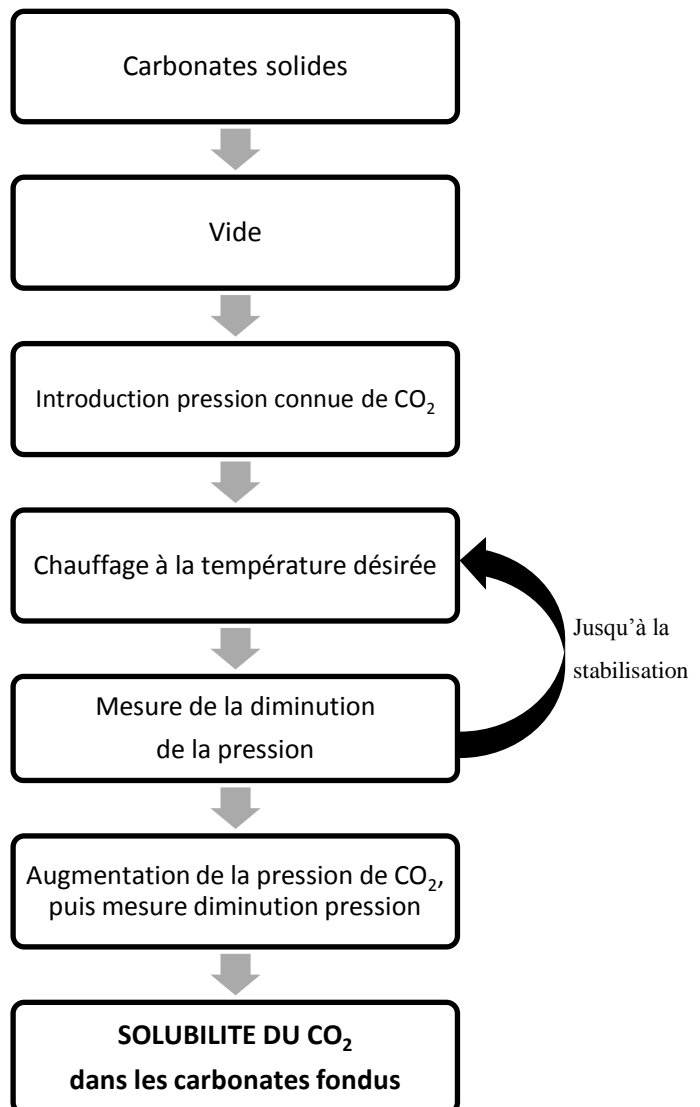 Carbonates solides
Vide
Introduction pression connue de CO₂
Chauffage à la température désirée
Jusqu’à la
stabilisation
Mesure de la diminution
de la pression
Augmentation de la pression de CO₂,
puis mesure diminution pression
SOLUBILITE DU CO₂
dans les carbonates fondus